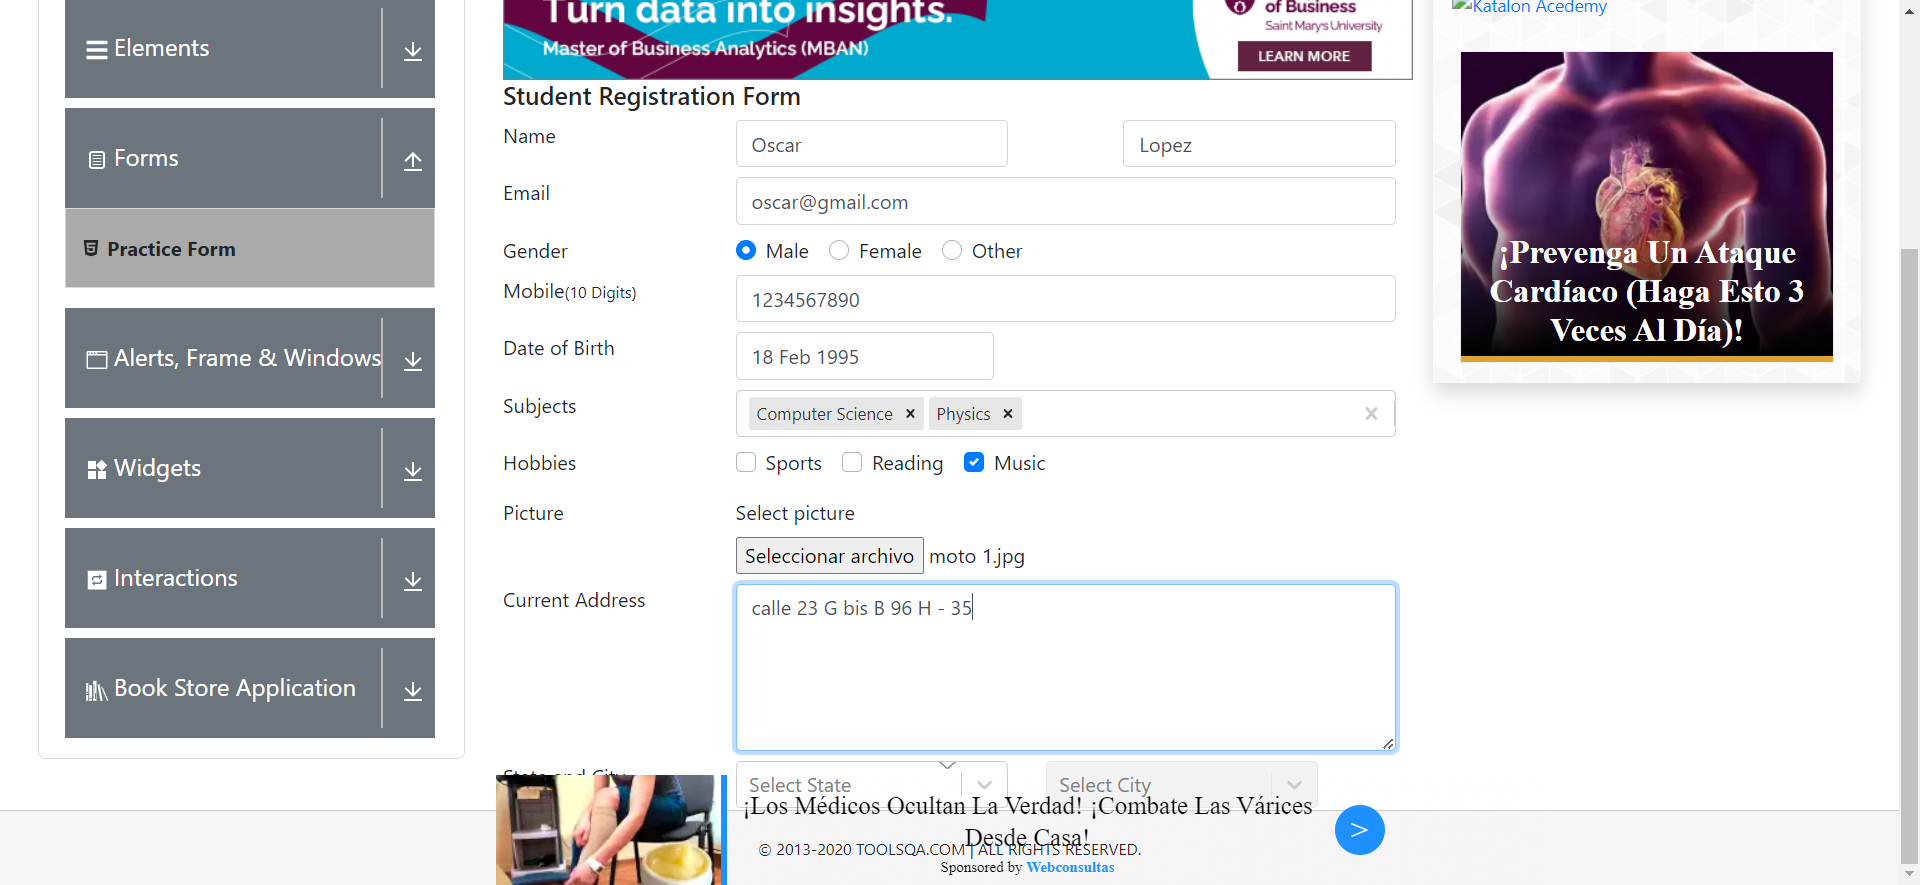 Elements
Forms
Practice Form
Alerts, Frame & Windows
Widgets
Interactions
Book Store Application
Turn data into insights.
Master of Business Analytics (MBAN)
of Business
Saint Mary's University
LEARN MORE
Student Registration Form
Name
Oscar
Lopez
Email
oscar@gmail.com
Gender
Male
Female
Other
Mobile(10 Digits)
1234567890
Date of Birth
18 Feb 1995
Subjects
Computer Science ×
Physics ×
Hobbies
Sports
Reading
Music
Picture
Select picture
Seleccionar archivo moto 1.jpg
Current Address
calle 23 G bis B 96 H - 35
State and City
Select State
Select City
¡Los Médicos Ocultan La Verdad! ¡Combate Las Várices
Desde Casa!
© 2013-2020 TOOLSQA.COM | ALL RIGHTS RESERVED.
Sponsored by Webconsultas
Katalon Acedemy
¡Prevenga Un Ataque
Cardíaco (Haga Esto 3
Veces Al Día)!